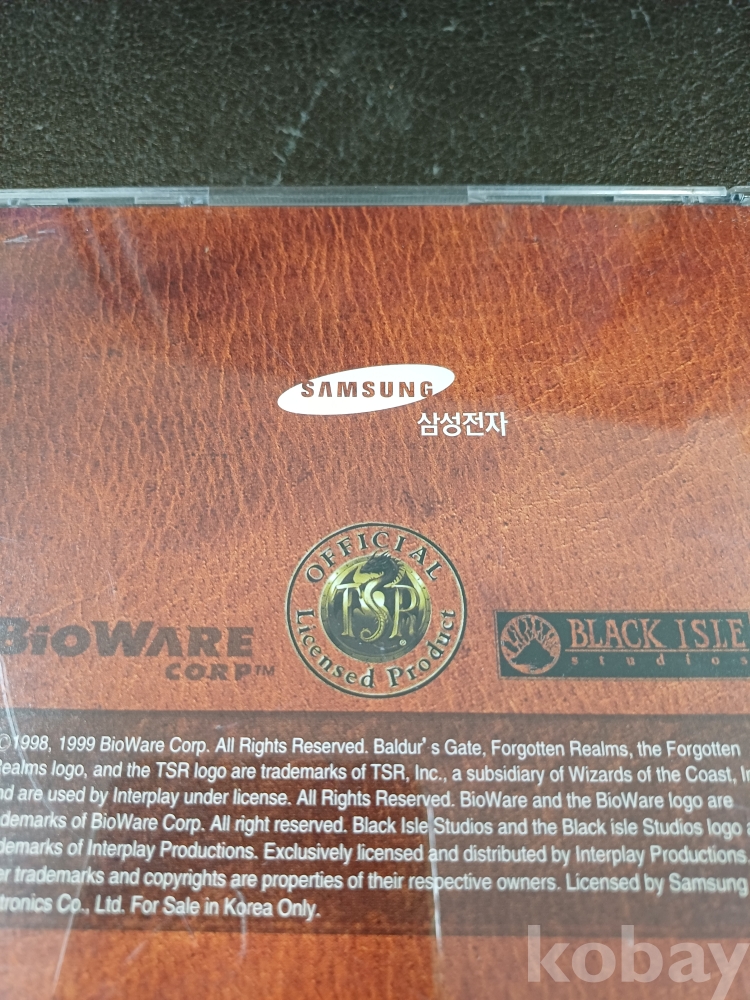 SAMSUNG
삼성전자
OFFICIAL
TSR
®
Licensed Product
BIOWARE
CORP™
BLACK ISLE
studios
©1998, 1999 BioWare Corp. All Rights Reserved. Baldur's Gate, Forgotten Realms, the Forgotten
ealms logo, and the TSR logo are trademarks of TSR, Inc., a subsidiary of Wizards of the Coast, In
nd are used by Interplay under license. All Rights Reserved. BioWare and the BioWare logo are
demarks of BioWare Corp. All right reserved. Black Isle Studios and the Black isle Studios logo
demarks of Interplay Productions. Exclusively licensed and distributed by Interplay Productions.
er trademarks and copyrights are properties of their respective owners. Licensed by Samsung
ctronics Co., Ltd. For Sale in Korea Only.
kobay